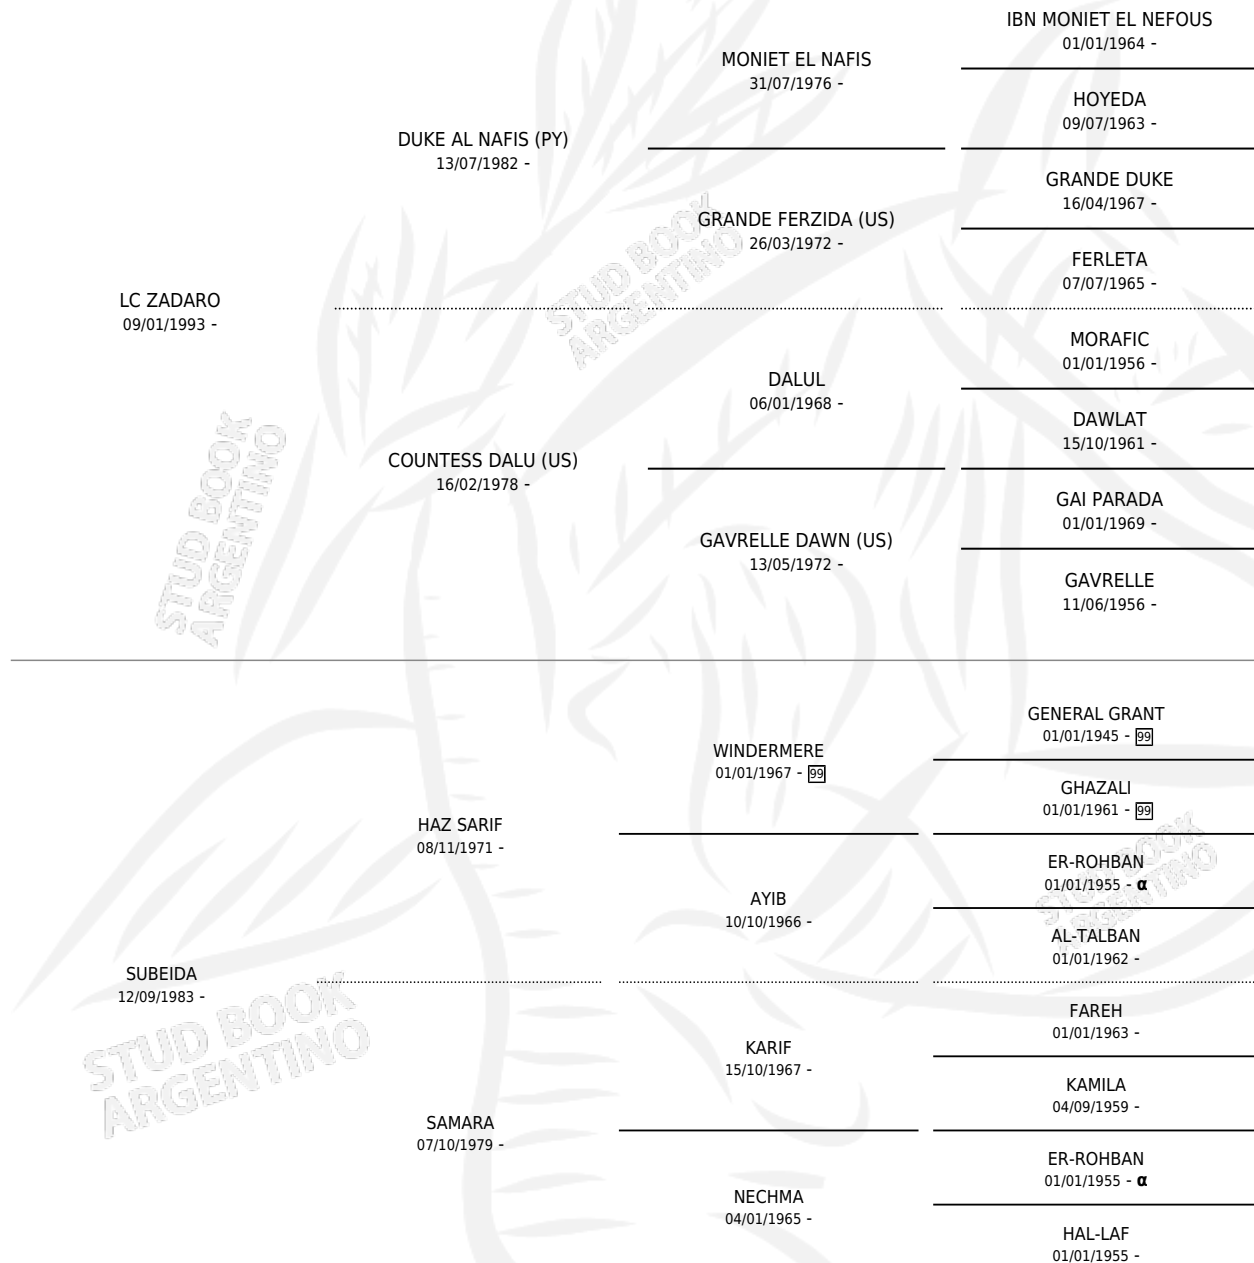 IBN MONIET EL NEFOUS
01/01/1964 -
MONIET EL NAFIS
31/07/1976 -
HOYEDA
09/07/1963 -
DUKE AL NAFIS (PY)
13/07/1982 -
GRANDE DUKE
16/04/1967 -
GRANDE FERZIDA (US)
26/03/1972 -
FERLETA
07/07/1965 -
LC ZADARO
09/01/1993 -
STUD BOOK
ARGENTINO
MORAFIC
01/01/1956 -
DALUL
06/01/1968 -
DAWLAT
15/10/1961 -
COUNTESS DALU (US)
16/02/1978 -
GAI PARADA
01/01/1969 -
GAVRELLE DAWN (US)
13/05/1972 -
GAVRELLE
11/06/1956 -
STUD BOOK
ARGENTINO
GENERAL GRANT
01/01/1945 - 99
WINDERMERE
01/01/1967 - 99
GHAZALI
01/01/1961 - 99
HAZ SARIF
08/11/1971 -
ER-ROHBAN
01/01/1955 - α
AYIB
10/10/1966 -
AL-TALBAN
01/01/1962 -
STUD BOOK
ARGENTINO
SUBEIDA
12/09/1983 -
FAREH
01/01/1963 -
KARIF
15/10/1967 -
KAMILA
04/09/1959 -
STUD BOOK
ARGENTINO
SAMARA
07/10/1979 -
ER-ROHBAN
01/01/1955 - α
NECHMA
04/01/1965 -
HAL-LAF
01/01/1955 -